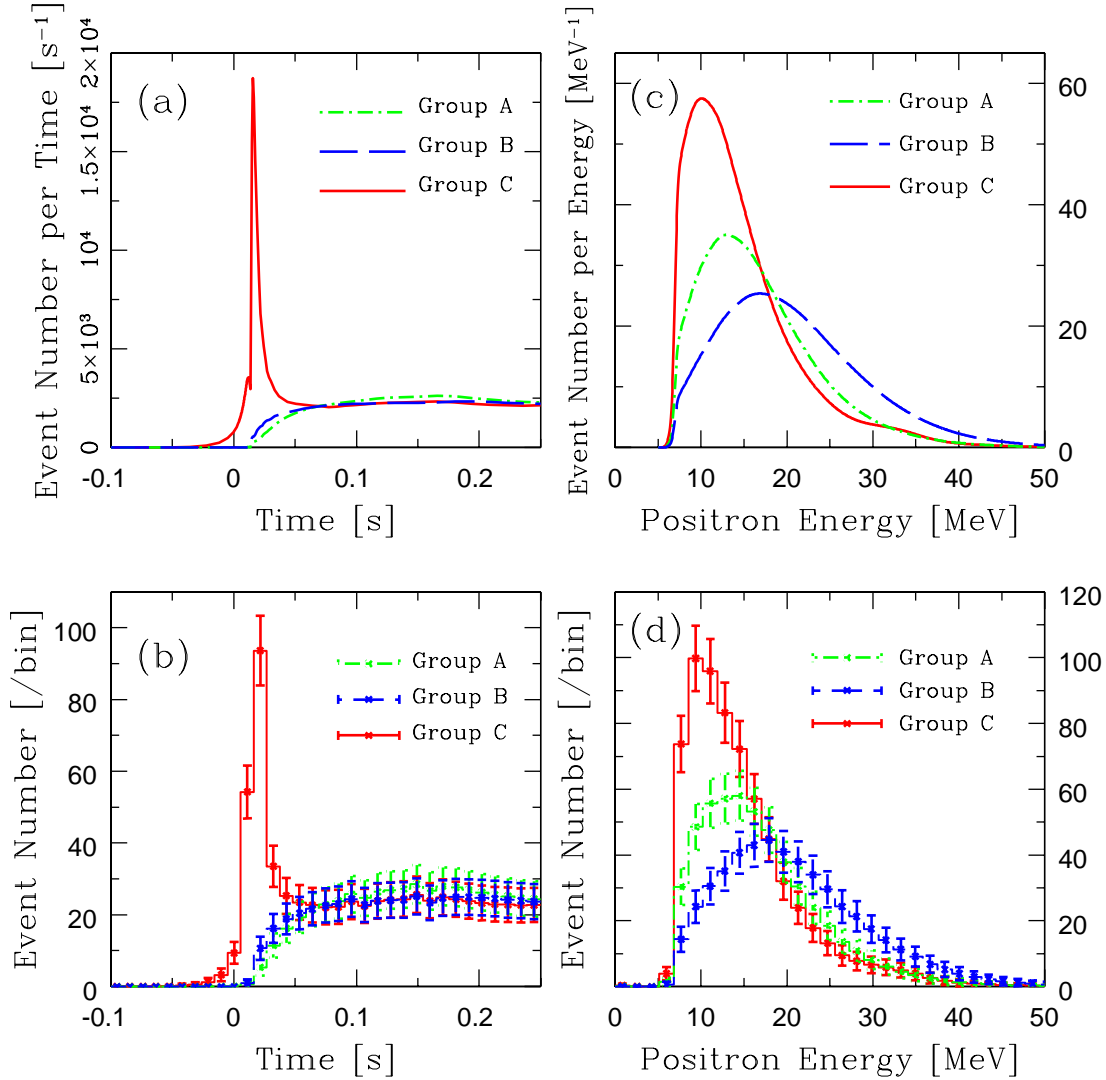 Event Number per Time [s⁻¹]
2×10⁴
1.5×10⁴
10⁴
5×10³
0
(a)
Group A
Group B
Group C
-0.1 0 0.1 0.2
Time [s]
Event Number per Energy [MeV⁻¹]
(c)
Group A
Group B
Group C
60
40
20
0
0 10 20 30 40 50
Positron Energy [MeV]
Event Number [/bin]
100
80
60
40
20
0
(b)
Group A
Group B
Group C
-0.1 0 0.1 0.2
Time [s]
Event Number [/bin]
(d)
Group A
Group B
Group C
120
100
80
60
40
20
0
0 10 20 30 40 50
Positron Energy [MeV]